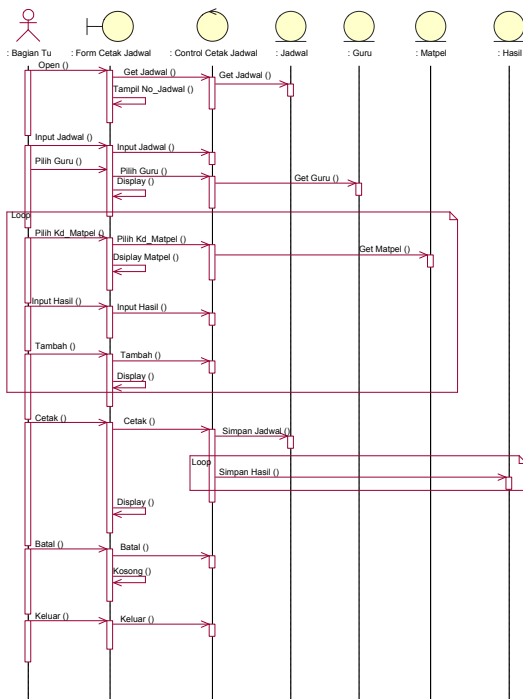 : Bagian Tu : Form Cetak Jadwal : Control Cetak Jadwal : Jadwal : Guru : Matpel : Hasil
Open ()
Get Jadwal ()
Get Jadwal ()
Tampil No_Jadwal ()
Input Jadwal ()
Input Jadwal ()
Pilih Guru ()
Pilih Guru ()
Get Guru ()
Display ()
Loop
Pilih Kd_Matpel ()
Pilih Kd_Matpel ()
Get Matpel ()
Dsiplay Matpel ()
Input Hasil ()
Input Hasil ()
Tambah ()
Tambah ()
Display ()
Cetak ()
Cetak ()
Simpan Jadwal ()
Loop
Simpan Hasil ()
Display ()
Batal ()
Batal ()
Kosong ()
Keluar ()
Keluar ()